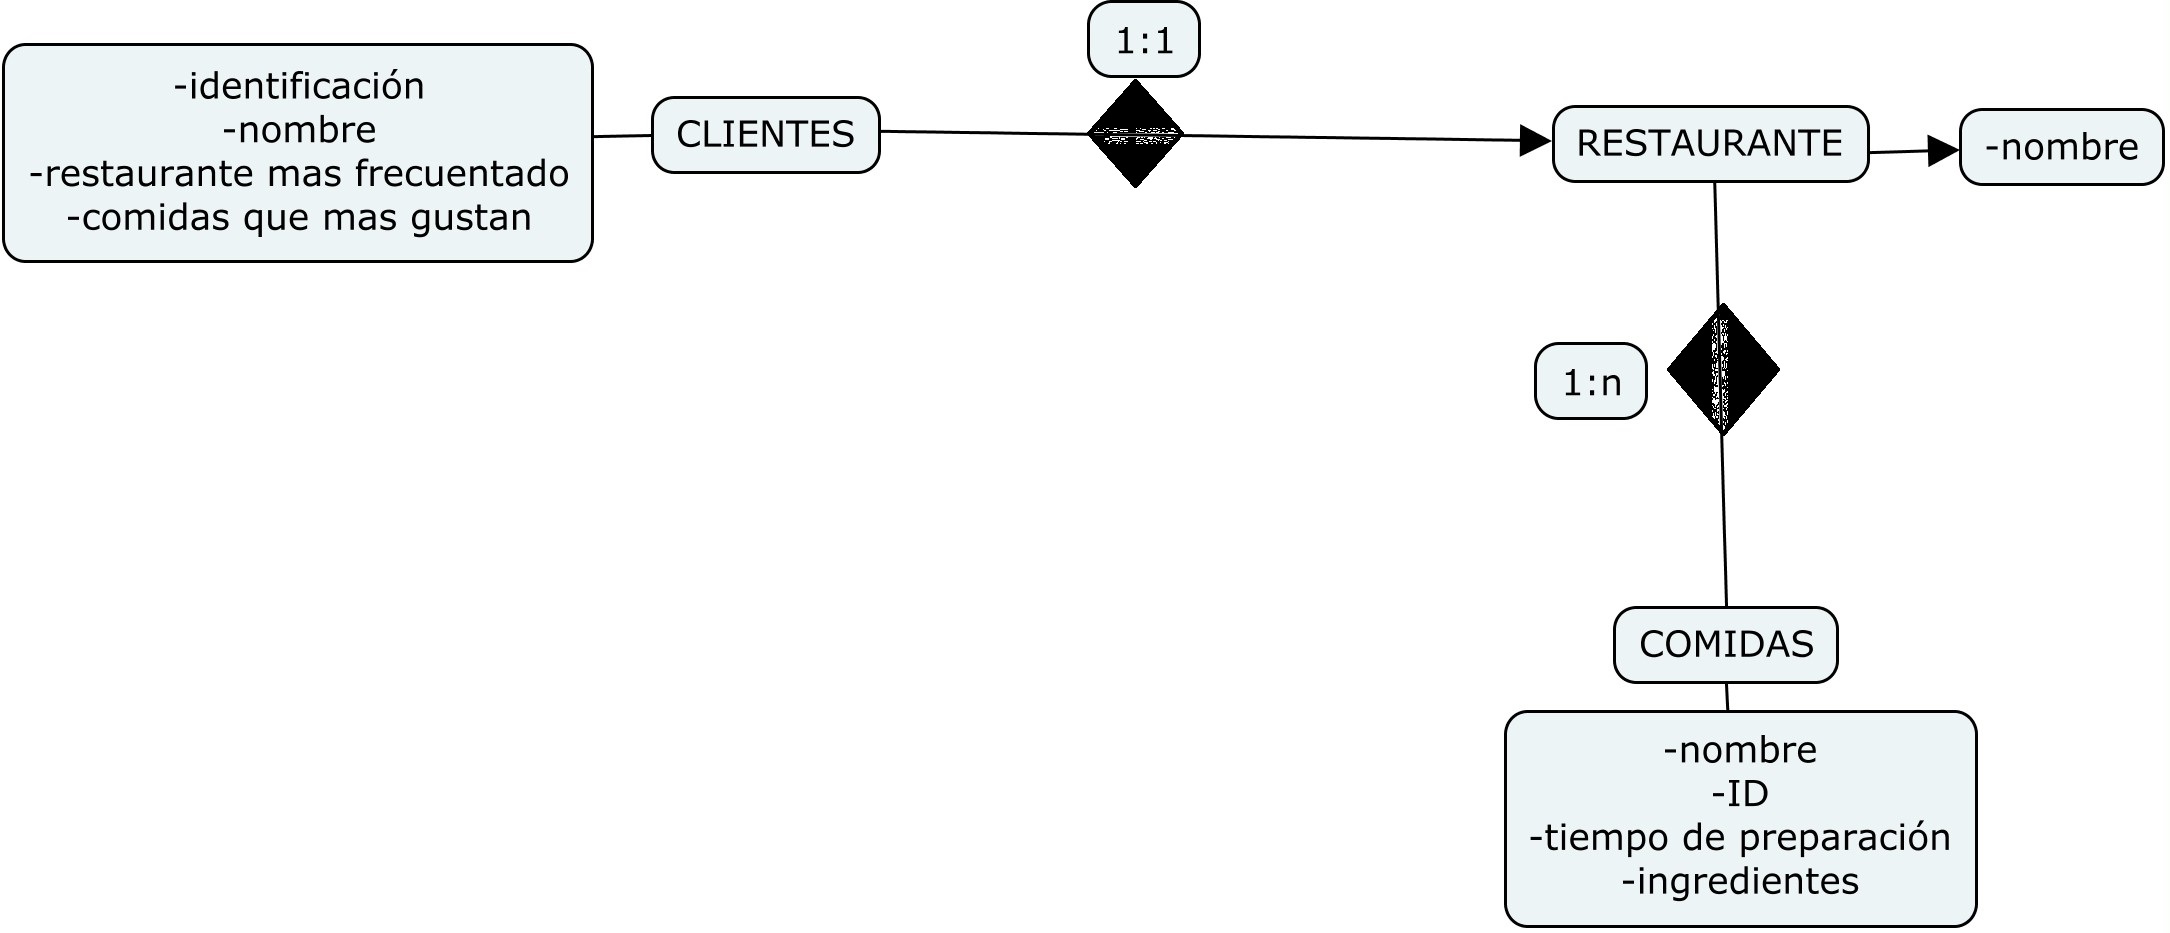 1:1
-identificación
-nombre
-restaurante mas frecuentado
-comidas que mas gustan
CLIENTES
RESTAURANTE
-nombre
1:n
COMIDAS
-nombre
-ID
-tiempo de preparación
-ingredientes